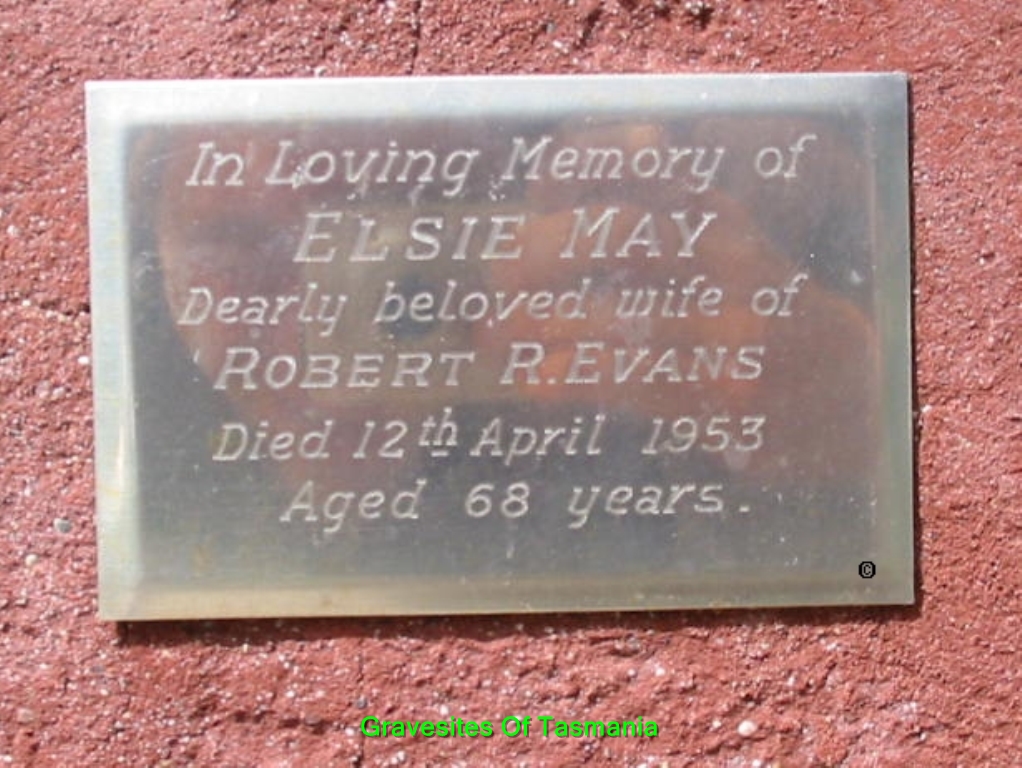 In Loving Memory of
ELSIE MAY
Dearly beloved wife of
ROBERT R. EVANS
Died 12th April 1953
Aged 68 years.
©
Gravesites Of Tasmania